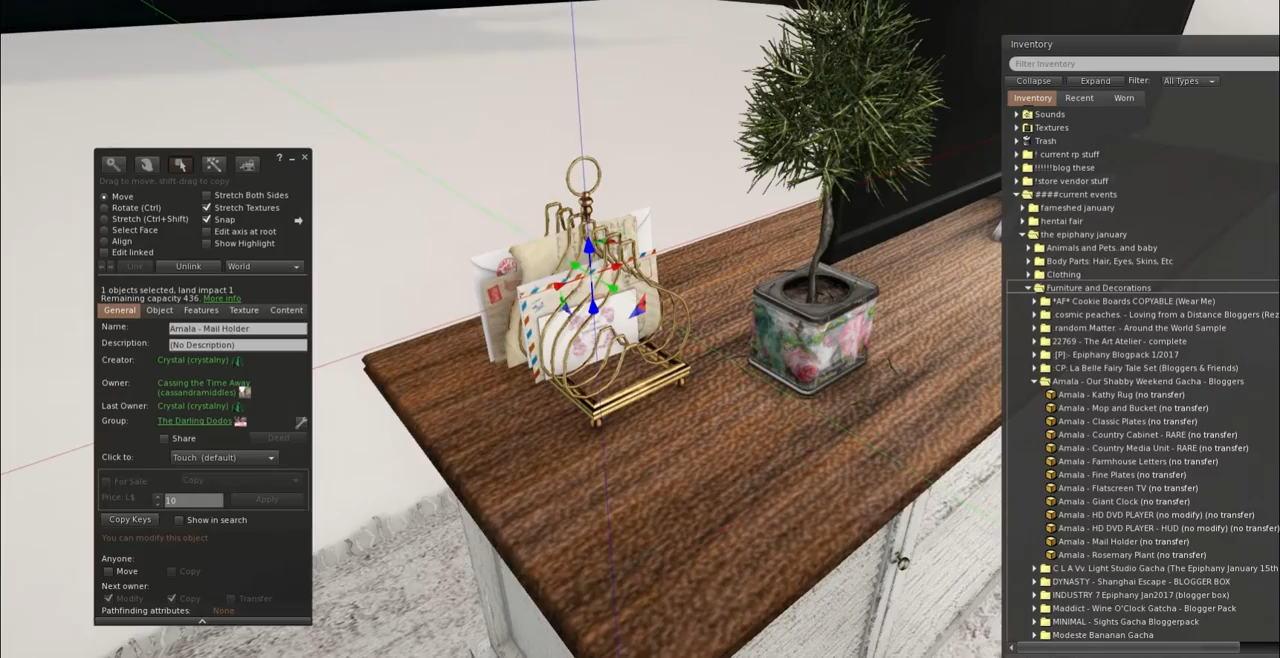 Drag to move, shift-drag to copy
Move
Rotate (Ctrl)
Stretch (Ctrl+Shift)
Select Face
Align
Edit linked
Stretch Both Sides
Stretch Textures
Snap
Edit axis at root
Show Highlight
Link
Unlink
World
1 objects selected, land impact 1
Remaining capacity 436. More info
General Object Features Texture Content
Name: Amala - Mail Holder
Description: (No Description)
Creator: Crystal (crystalny)
Owner: Cassing the Time Away
(cassandramiddles)
Last Owner: Crystal (crystalny)
Group: The Darling Dodos
Share Deed
Click to: Touch (default)
For Sale: Copy
Price: L$ 10 Apply
Copy Keys Show in search
You can modify this object
Anyone:
Move Copy
Next owner:
Modify Copy Transfer
Pathfinding attributes: None
Inventory
Filter Inventory
Collapse Expand Filter: All Types
Inventory Recent Worn
Sounds
Textures
Trash
! current rp stuff
!!!!!!blog these
!store vendor stuff
####current events
fameshed january
hentai fair
the epiphany january
Animals and Pets..and baby
Body Parts: Hair, Eyes, Skins, Etc
Clothing
Furniture and Decorations
*AF* Cookie Boards COPYABLE (Wear Me)
.cosmic peaches. - Loving from a Distance Bloggers (Rez
.random.Matter. - Around the World Sample
22769 - The Art Atelier - complete
:[P]:- Epiphany Blogpack 1/2017
:CP: La Belle Fairy Tale Set (Bloggers & Friends)
Amala - Our Shabby Weekend Gacha - Bloggers
Amala - Kathy Rug (no transfer)
Amala - Mop and Bucket (no transfer)
Amala - Classic Plates (no transfer)
Amala - Country Cabinet - RARE (no transfer)
Amala - Country Media Unit - RARE (no transfer)
Amala - Farmhouse Letters (no transfer)
Amala - Fine Plates (no transfer)
Amala - Flatscreen TV (no transfer)
Amala - Giant Clock (no transfer)
Amala - HD DVD PLAYER (no modify) (no transfer)
Amala - HD DVD PLAYER - HUD (no modify) (no transfer)
Amala - Mail Holder (no transfer)
Amala - Rosemary Plant (no transfer)
C L A Vv. Light Studio Gacha (The Epiphany January 15th
DYNASTY - Shanghai Escape - BLOGGER BOX
INDUSTRY 7 Epiphany Jan2017 (blogger box)
Maddict - Wine O'Clock Gatcha - Blogger Pack
MINIMAL - Sights Gacha Bloggerpack
Modeste Bananan Gacha